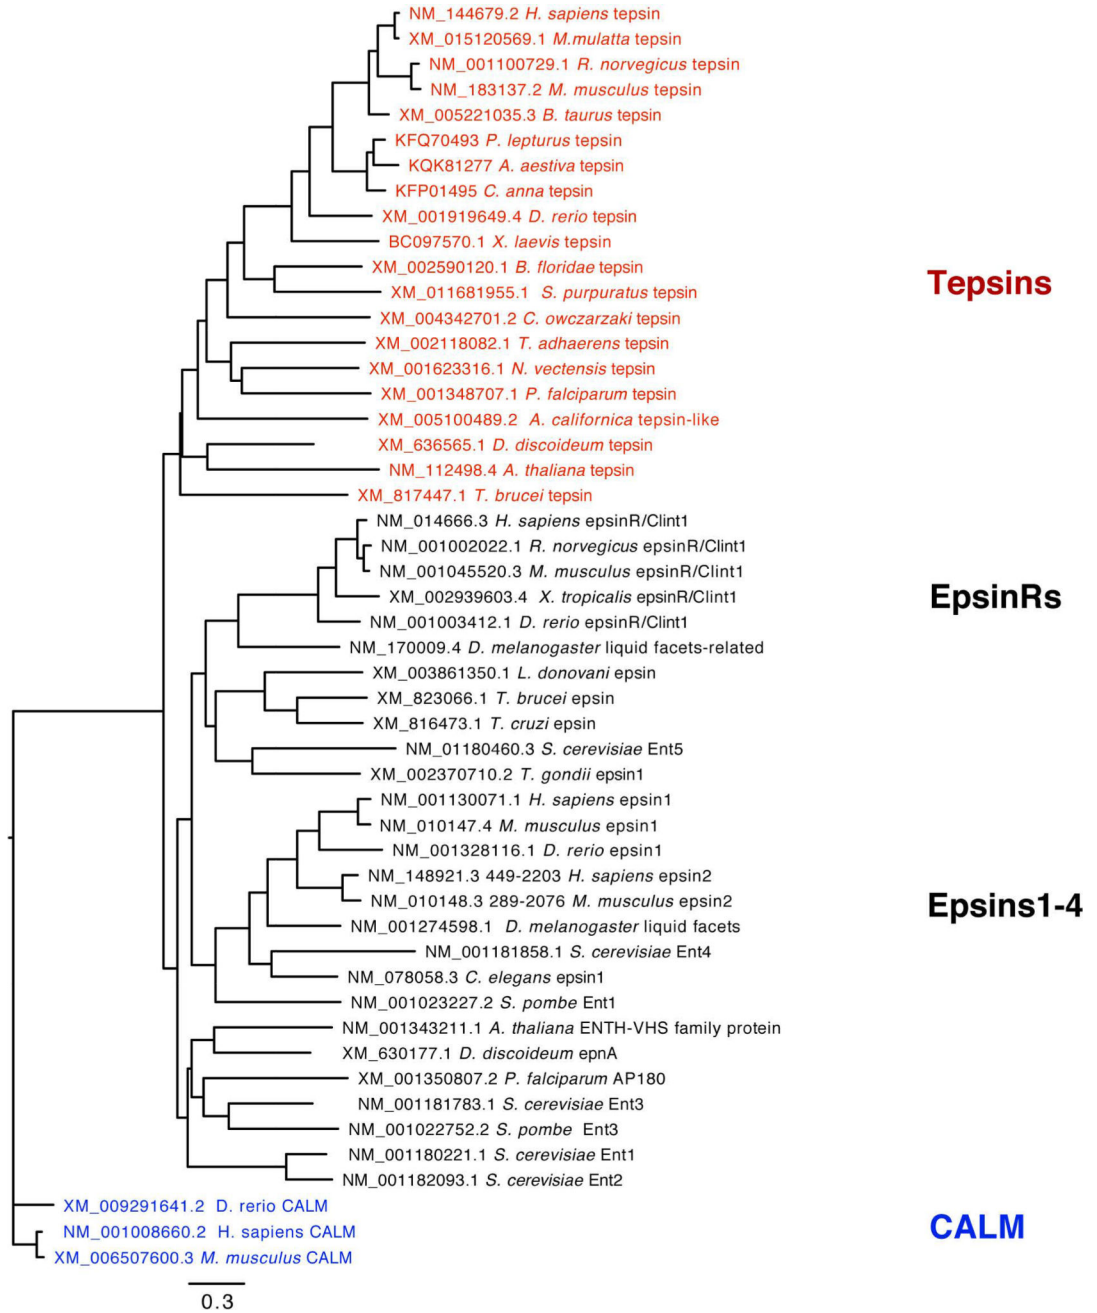 NM_144679.2 H. sapiens tepsin
XM_015120569.1 M.mulatta tepsin
NM_001100729.1 R. norvegicus tepsin
NM_183137.2 M. musculus tepsin
XM_005221035.3 B. taurus tepsin
KFQ70493 P. lepturus tepsin
KQK81277 A. aestiva tepsin
KFP01495 C. anna tepsin
XM_001919649.4 D. rerio tepsin
BC097570.1 X. laevis tepsin
XM_002590120.1 B. floridae tepsin
XM_011681955.1 S. purpuratus tepsin
Tepsins
XM_004342701.2 C. owczarzaki tepsin
XM_002118082.1 T. adhaerens tepsin
XM_001623316.1 N. vectensis tepsin
XM_001348707.1 P. falciparum tepsin
XM_005100489.2 A. californica tepsin-like
XM_636565.1 D. discoideum tepsin
NM_112498.4 A. thaliana tepsin
XM_817447.1 T. brucei tepsin
NM_014666.3 H. sapiens epsinR/Clint1
NM_001002022.1 R. norvegicus epsinR/Clint1
NM_001045520.3 M. musculus epsinR/Clint1
XM_002939603.4 X. tropicalis epsinR/Clint1
EpsinRs
NM_001003412.1 D. rerio epsinR/Clint1
NM_170009.4 D. melanogaster liquid facets-related
XM_003861350.1 L. donovani epsin
XM_823066.1 T. brucei epsin
XM_816473.1 T. cruzi epsin
NM_01180460.3 S. cerevisiae Ent5
XM_002370710.2 T. gondii epsin1
NM_001130071.1 H. sapiens epsin1
NM_010147.4 M. musculus epsin1
NM_001328116.1 D. rerio epsin1
NM_148921.3 449-2203 H. sapiens epsin2
NM_010148.3 289-2076 M. musculus epsin2
Epsins1-4
NM_001274598.1 D. melanogaster liquid facets
NM_001181858.1 S. cerevisiae Ent4
NM_078058.3 C. elegans epsin1
NM_001023227.2 S. pombe Ent1
NM_001343211.1 A. thaliana ENTH-VHS family protein
XM_630177.1 D. discoideum epnA
XM_001350807.2 P. falciparum AP180
NM_001181783.1 S. cerevisiae Ent3
NM_001022752.2 S. pombe Ent3
NM_001180221.1 S. cerevisiae Ent1
NM_001182093.1 S. cerevisiae Ent2
XM_009291641.2 D. rerio CALM
NM_001008660.2 H. sapiens CALM
CALM
XM_006507600.3 M. musculus CALM
0.3